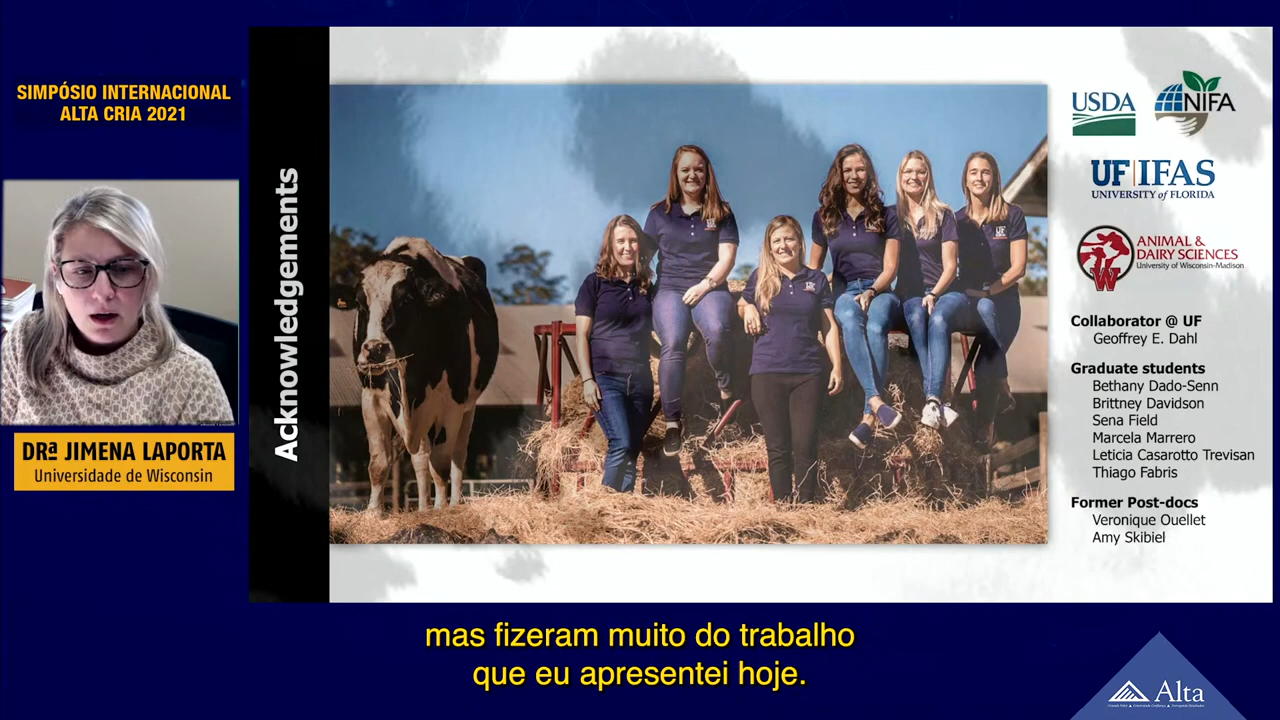 SIMPÓSIO INTERNACIONAL
ALTA CRIA 2021
DRª JIMENA LAPORTA
Universidade de Wisconsin
Acknowledgements
USDA
NIFA
UF|IFAS
UNIVERSITY of FLORIDA
ANIMAL &
DAIRY SCIENCES
University of Wisconsin-Madison
W
Collaborator @ UF
Geoffrey E. Dahl
Graduate students
Bethany Dado-Senn
Brittney Davidson
Sena Field
Marcela Marrero
Leticia Casarotto Trevisan
Thiago Fabris
Former Post-docs
Veronique Ouellet
Amy Skibiel
UF
mas fizeram muito do trabalho
que eu apresentei hoje.
Alta